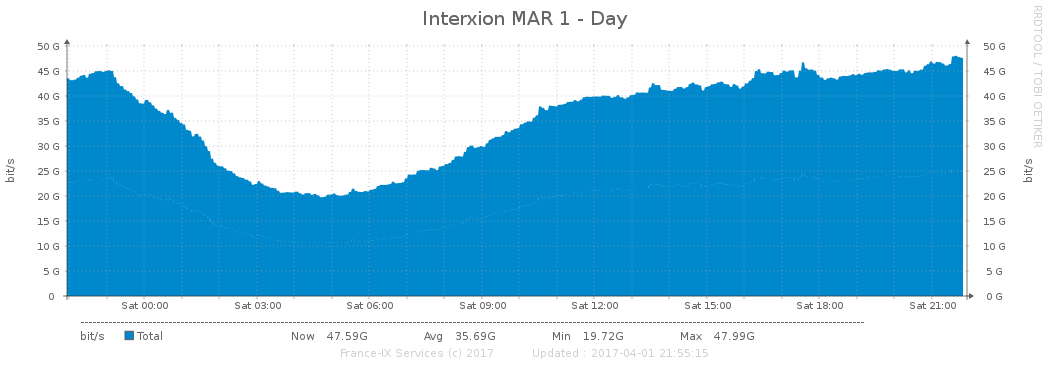 Interxion MAR 1 - Day
RRDTOOL / TOBI OETIKER
50 G 50 G
45 G 45 G
40 G 40 G
35 G 35 G
30 G 30 G
25 G 25 G
20 G 20 G
15 G 15 G
10 G 10 G
5 G 5 G
0 0 G
bit/s bit/s
Sat 00:00 Sat 03:00 Sat 06:00 Sat 09:00 Sat 12:00 Sat 15:00 Sat 18:00 Sat 21:00
bit/s Total Now 47.59G Avg 35.69G Min 19.72G Max 47.99G
France-IX Services (c) 2017 Updated : 2017-04-01 21:55:15